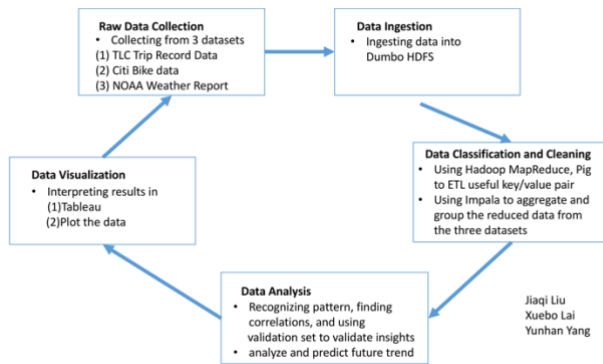 Raw Data Collection
• Collecting from 3 datasets
(1) TLC Trip Record Data
(2) Citi Bike data
(3) NOAA Weather Report
Data Ingestion
• Ingesting data into
Dumbo HDFS
Data Classification and Cleaning
• Using Hadoop MapReduce, Pig
to ETL useful key/value pair
• Using Impala to aggregate and
group the reduced data from
the three datasets
Data Visualization
• Interpreting results in
(1)Tableau
(2)Plot the data
Data Analysis
• Recognizing pattern, finding
correlations, and using
validation set to validate insights
• analyze and predict future trend
Jiaqi Liu
Xuebo Lai
Yunhan Yang